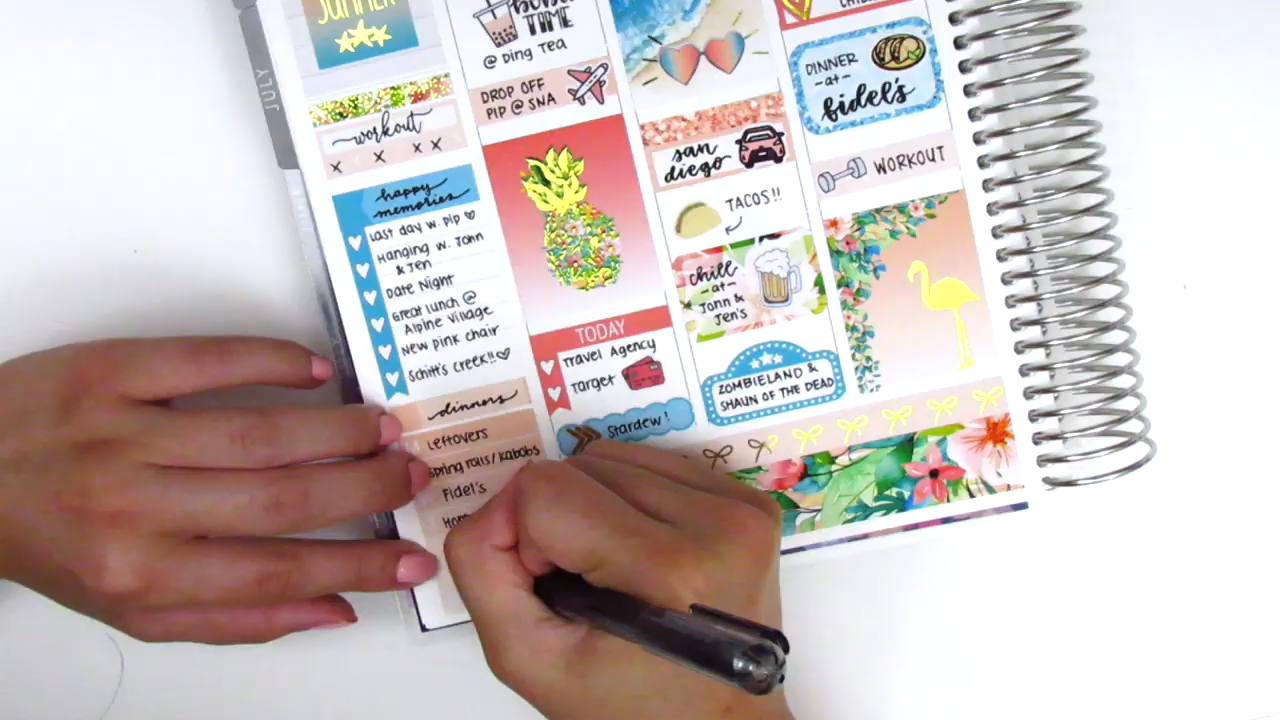 JULY
SUMMER
workout
x x x x
happy
memories
Last day w. pip
Hanging w. John
& Jen
Date Night
Great lunch @
Alpine Village
New pink chair
Schitt's Creek!!
dinners
Leftovers
spring rolls/kabobs
Fidel's
TIME
@ Ding Tea
DROP OFF
PIP @ SNA
TODAY
Travel Agency
Target
Stardew!
san
diego
TACOS!!
chill
-at-
John &
Jen's
ZOMBIELAND &
SHAUN OF THE DEAD
DINNER
-at-
fidel's
WORKOUT